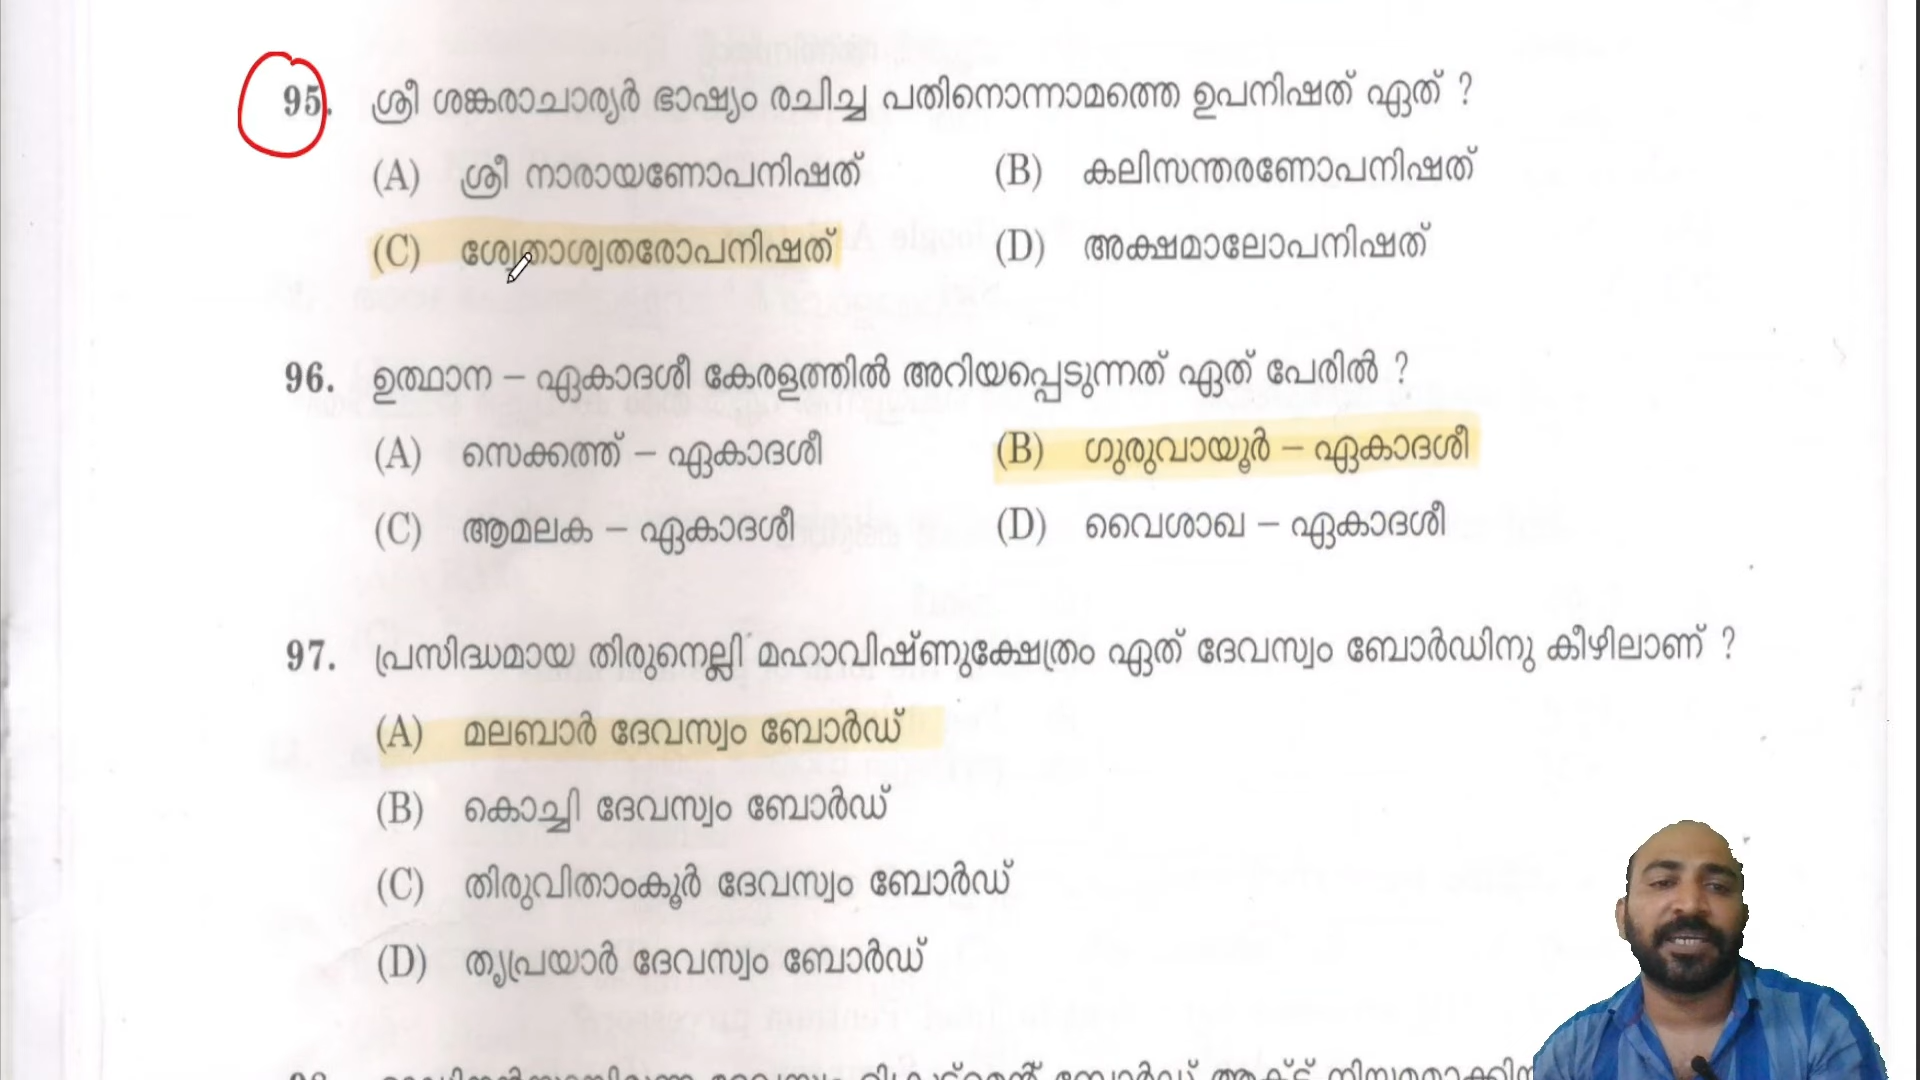 95. ശ്രീ ശങ്കരാചാര്യർ ഭാഷ്യം രചിച്ച പതിനൊന്നാമത്തെ ഉപനിഷത് ഏത് ?
(A) ശ്രീ നാരായണോപനിഷത് (B) കലിസന്തരണോപനിഷത്
(C) ശ്വേതാശ്വതരോപനിഷത് (D) അക്ഷമാലോപനിഷത്
96. ഉത്ഥാന – ഏകാദശീ കേരളത്തിൽ അറിയപ്പെടുന്നത് ഏത് പേരിൽ ?
(A) സെക്കത്ത് – ഏകാദശീ (B) ഗുരുവായൂർ – ഏകാദശീ
(C) ആമലക – ഏകാദശീ (D) വൈശാഖ – ഏകാദശീ
97. പ്രസിദ്ധമായ തിരുനെല്ലി മഹാവിഷ്ണുക്ഷേത്രം ഏത് ദേവസ്വം ബോർഡിനു കീഴിലാണ് ?
(A) മലബാർ ദേവസ്വം ബോർഡ്
(B) കൊച്ചി ദേവസ്വം ബോർഡ്
(C) തിരുവിതാംകൂർ ദേവസ്വം ബോർഡ്
(D) തൃപ്രയാർ ദേവസ്വം ബോർഡ്